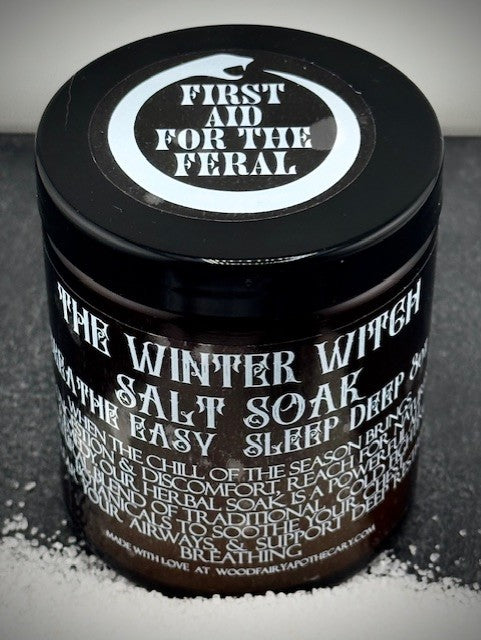 FIRST
AID
FOR THE
FERAL
THE WINTER WITCH
SALT SOAK
EASY SLEEP DEEP
WHEN THE CHILL OF THE SEASON BRINGS
& DISCOMFORT, REACH FOR
OUR HERBAL SOAK IS A POWERFUL
BLEND OF TRADITIONAL COLD
TO SOOTHE YOUR
YOUR AIRWAYS, & SUPPORT DEEP
BREATHING
MADE WITH LOVE AT WOODFAIRYAPOTHECARY.COM